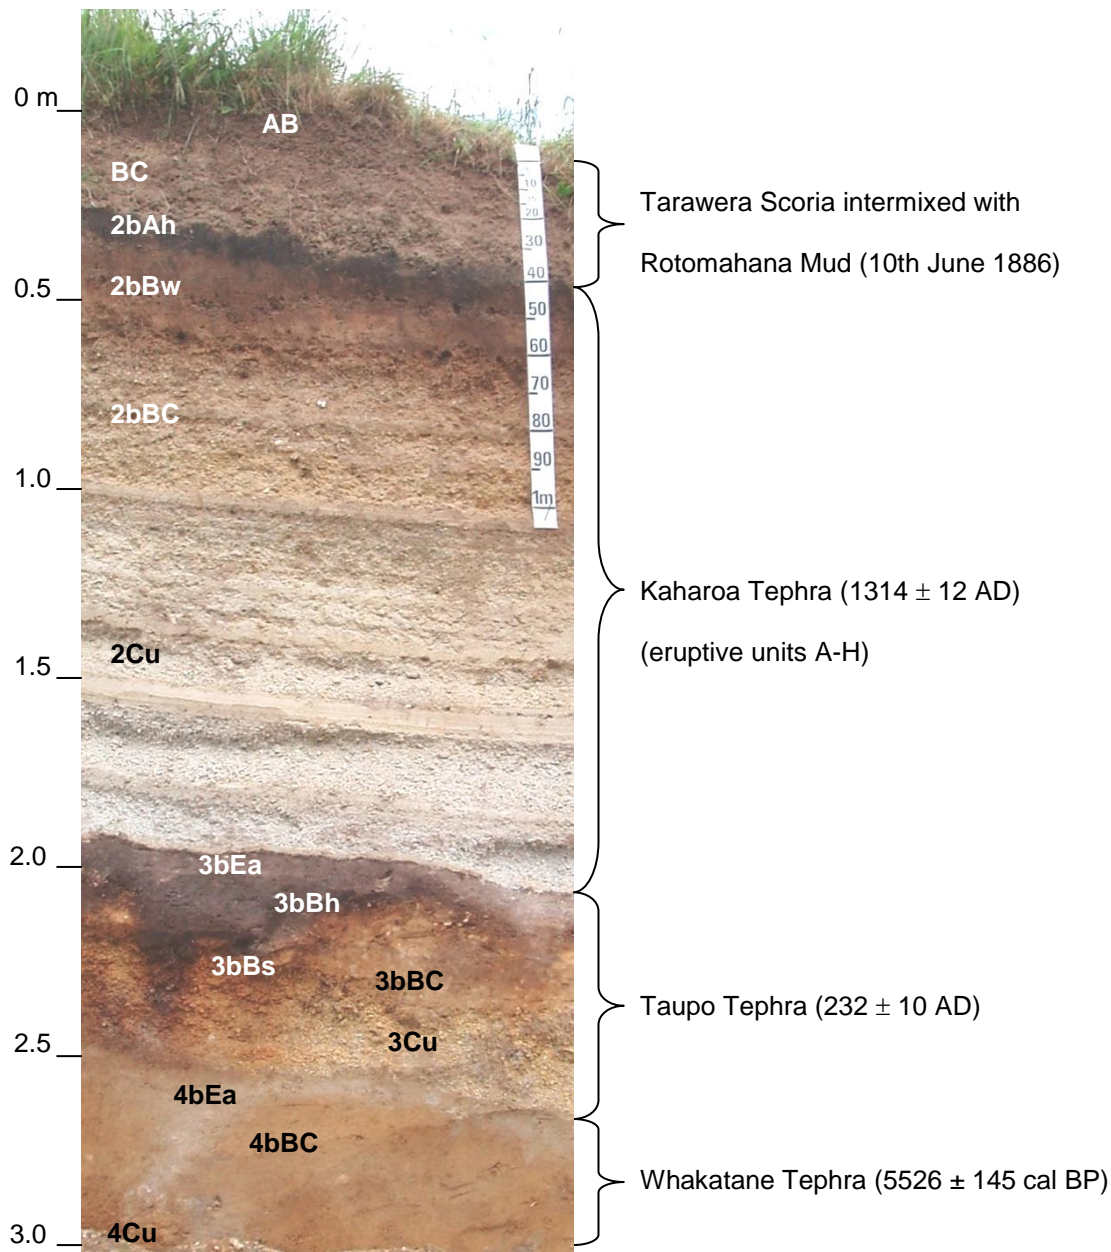 0 m
AB
BC
2bAh
0.5
2bBw
2bBC
1.0
2Cu
1.5
2.0
3bEa
3bBh
3bBs
3bBC
3Cu
2.5
4bEa
4bBC
4Cu
3.0
10
20
30
40
50
60
70
80
90
1m
Tarawera Scoria intermixed with
Rotomahana Mud (10th June 1886)
Kaharoa Tephra (1314 ± 12 AD)
(eruptive units A-H)
Taupo Tephra (232 ± 10 AD)
Whakatane Tephra (5526 ± 145 cal BP)